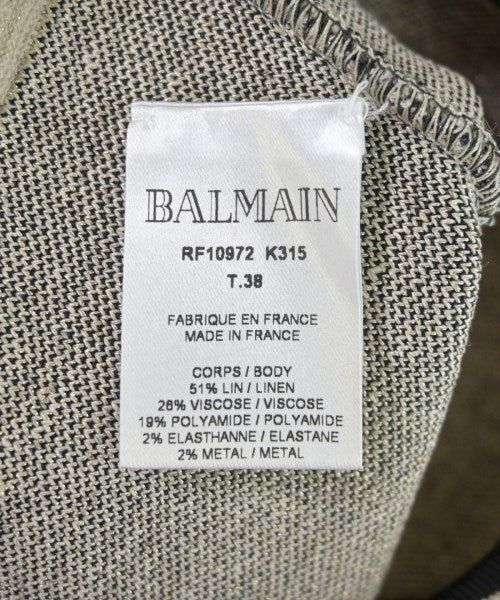 BALMAIN
RF10972 K315
T.38
FABRIQUE EN FRANCE
MADE IN FRANCE
CORPS / BODY
51% LIN / LINEN
26% VISCOSE / VISCOSE
19% POLYAMIDE / POLYAMIDE
2% ELASTHANNE / ELASTANE
2% METAL / METAL